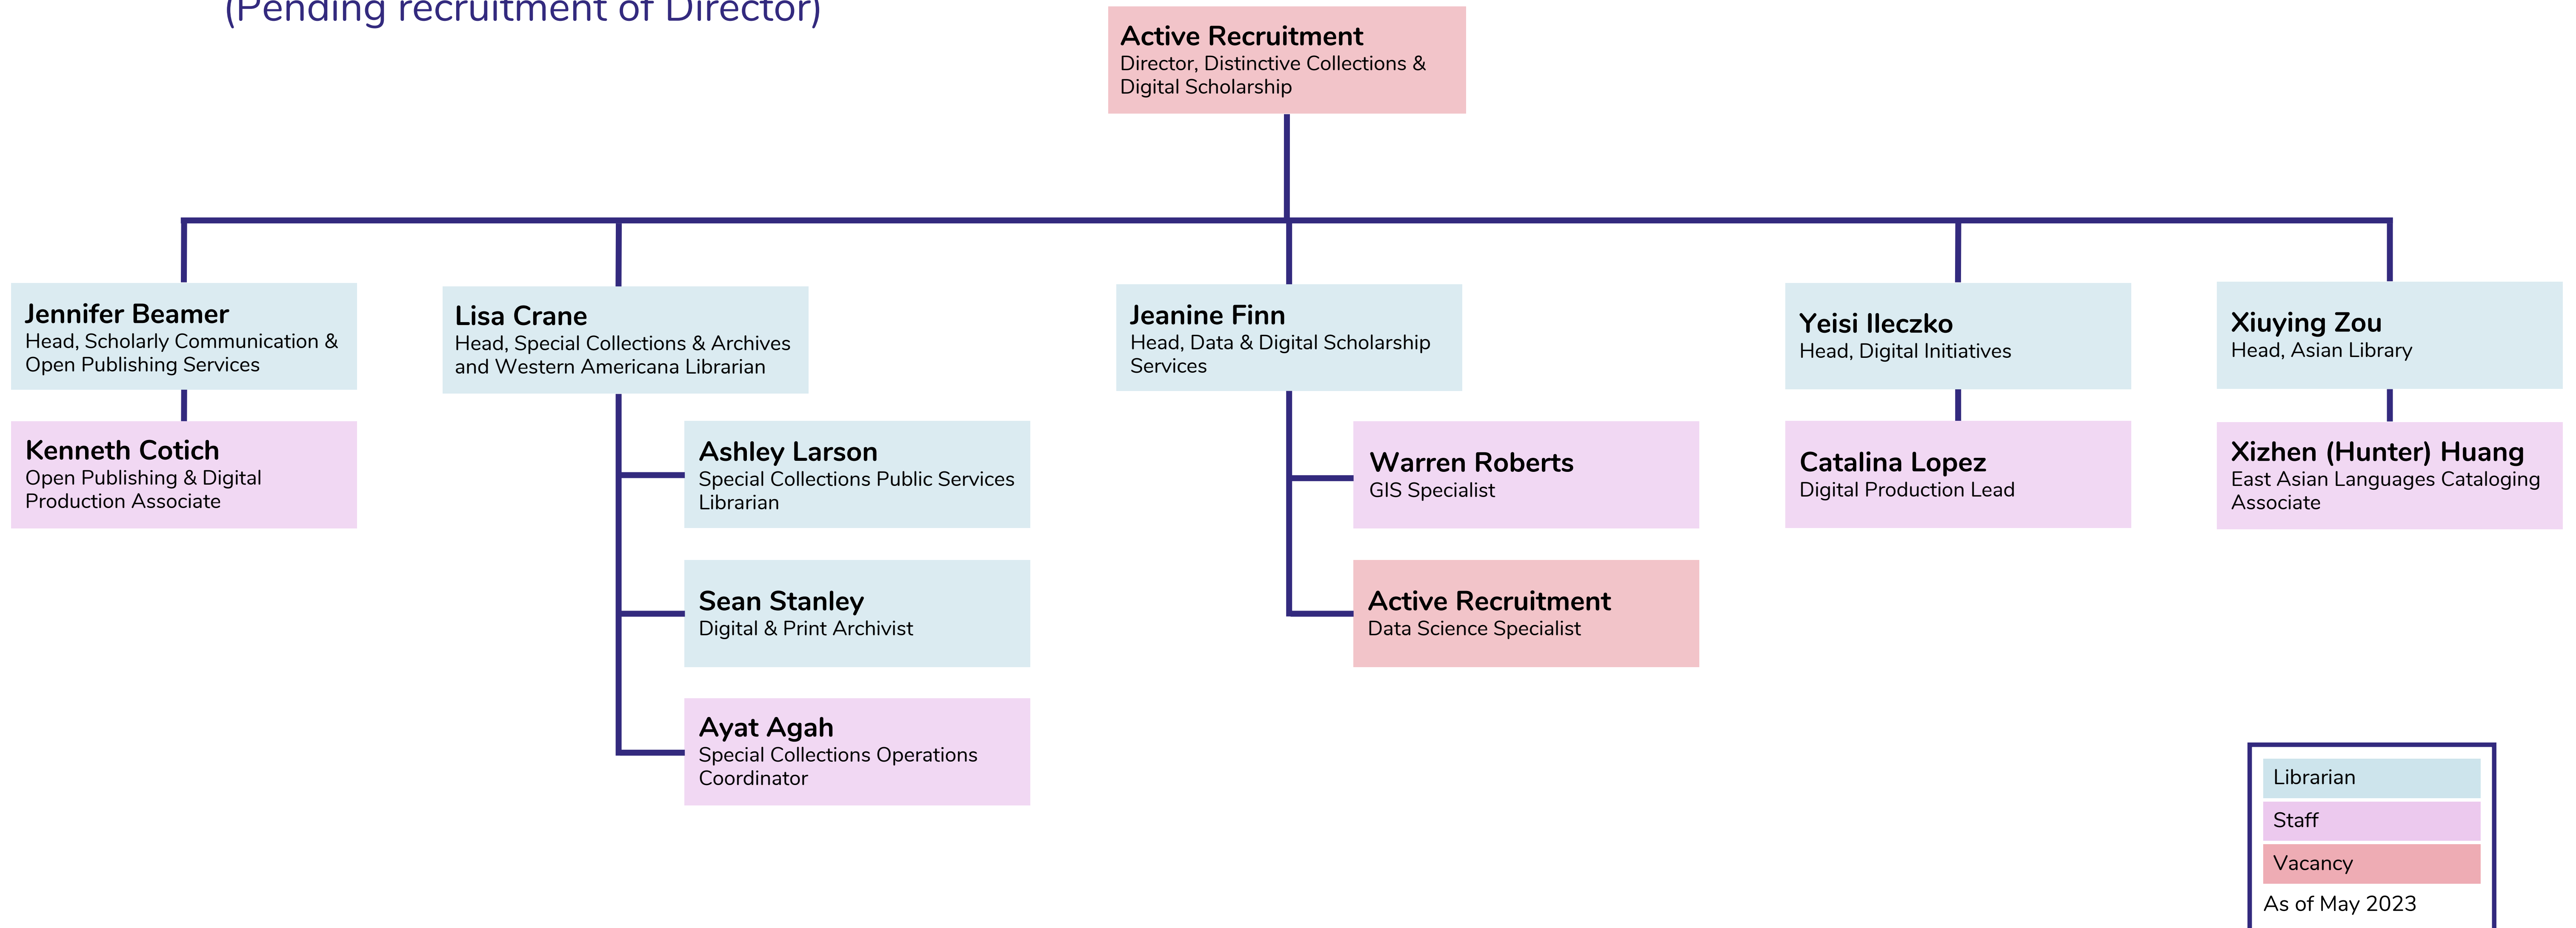 (Pending recruitment of Director)
Active Recruitment
Director, Distinctive Collections &
Digital Scholarship
Jennifer Beamer
Head, Scholarly Communication &
Open Publishing Services
Lisa Crane
Head, Special Collections & Archives
and Western Americana Librarian
Jeanine Finn
Head, Data & Digital Scholarship
Services
Yeisi Ileczko
Head, Digital Initiatives
Xiuying Zou
Head, Asian Library
Kenneth Cotich
Open Publishing & Digital
Production Associate
Ashley Larson
Special Collections Public Services
Librarian
Sean Stanley
Digital & Print Archivist
Ayat Agah
Special Collections Operations
Coordinator
Warren Roberts
GIS Specialist
Active Recruitment
Data Science Specialist
Catalina Lopez
Digital Production Lead
Xizhen (Hunter) Huang
East Asian Languages Cataloging
Associate
Librarian
Staff
Vacancy
As of May 2023